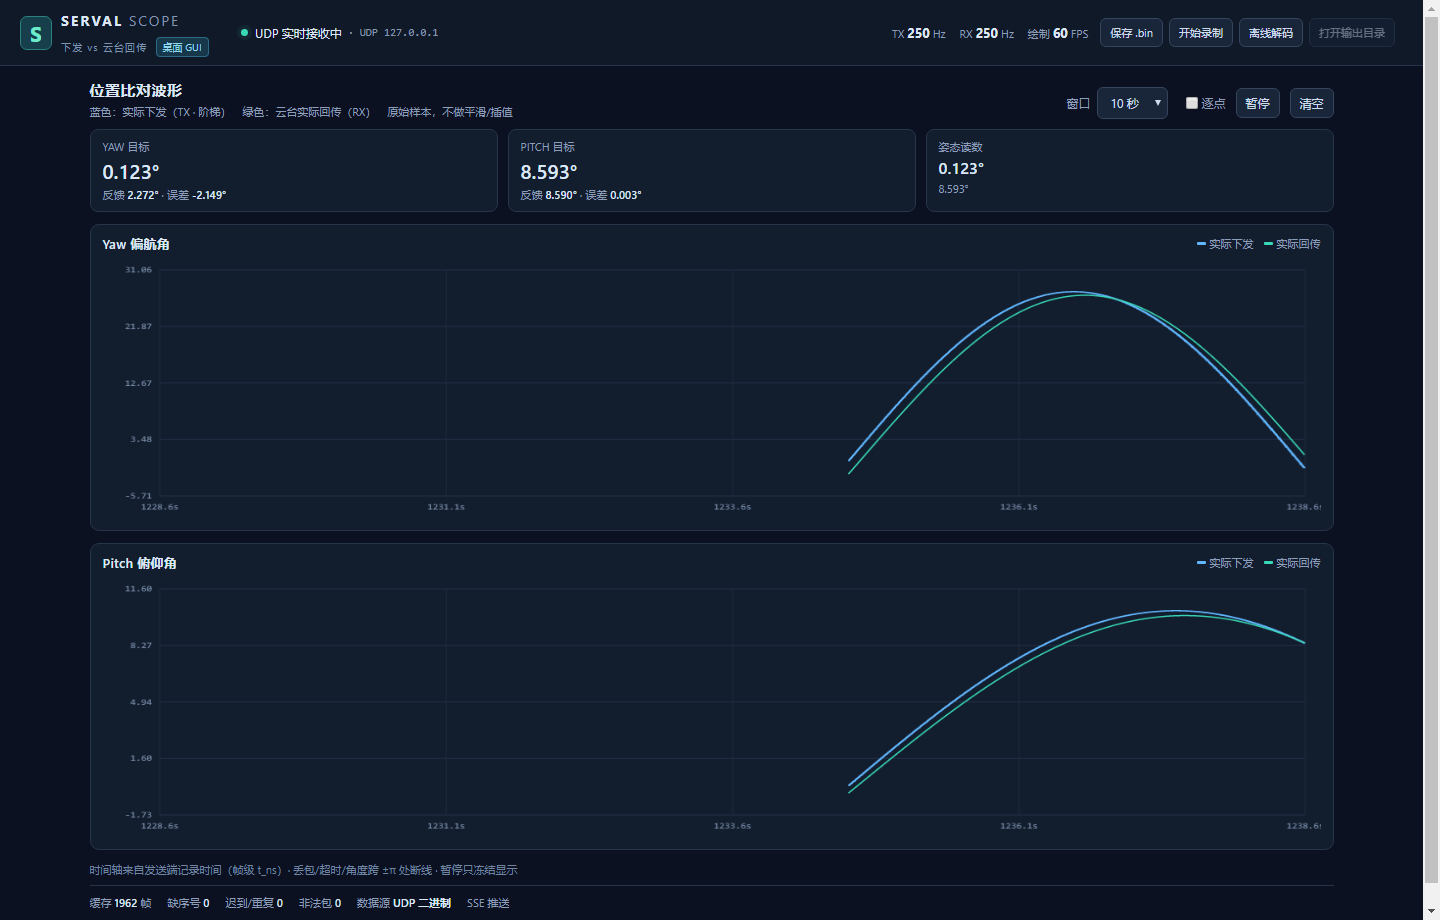 S
SERVAL SCOPE
下发 vs 云台回传 桌面 GUI
UDP 实时接收中 · UDP 127.0.0.1
TX 250 Hz RX 250 Hz 绘制 60 FPS 保存 .bin 开始录制 离线解码 打开输出目录
位置比对波形
蓝色：实际下发（TX · 阶梯） 绿色：云台实际回传（RX） 原始样本，不做平滑/插值
窗口 10 秒 逐点 暂停 清空
YAW 目标
0.123°
反馈 2.272° · 误差 -2.149°
PITCH 目标
8.593°
反馈 8.590° · 误差 0.003°
姿态读数
0.123°
8.593°
Yaw 偏航角
实际下发 实际回传
31.06
21.87
12.67
3.48
-5.71
1228.6s 1231.1s 1233.6s 1236.1s 1238.6s
Pitch 俯仰角
实际下发 实际回传
11.60
8.27
4.94
1.60
-1.73
1228.6s 1231.1s 1233.6s 1236.1s 1238.6s
时间轴来自发送端记录时间（帧级 t_ns）· 丢包/超时/角度跨 ±π 处断线 · 暂停只冻结显示
缓存 1962 帧 缺序号 0 迟到/重复 0 非法包 0 数据源 UDP 二进制 SSE 推送